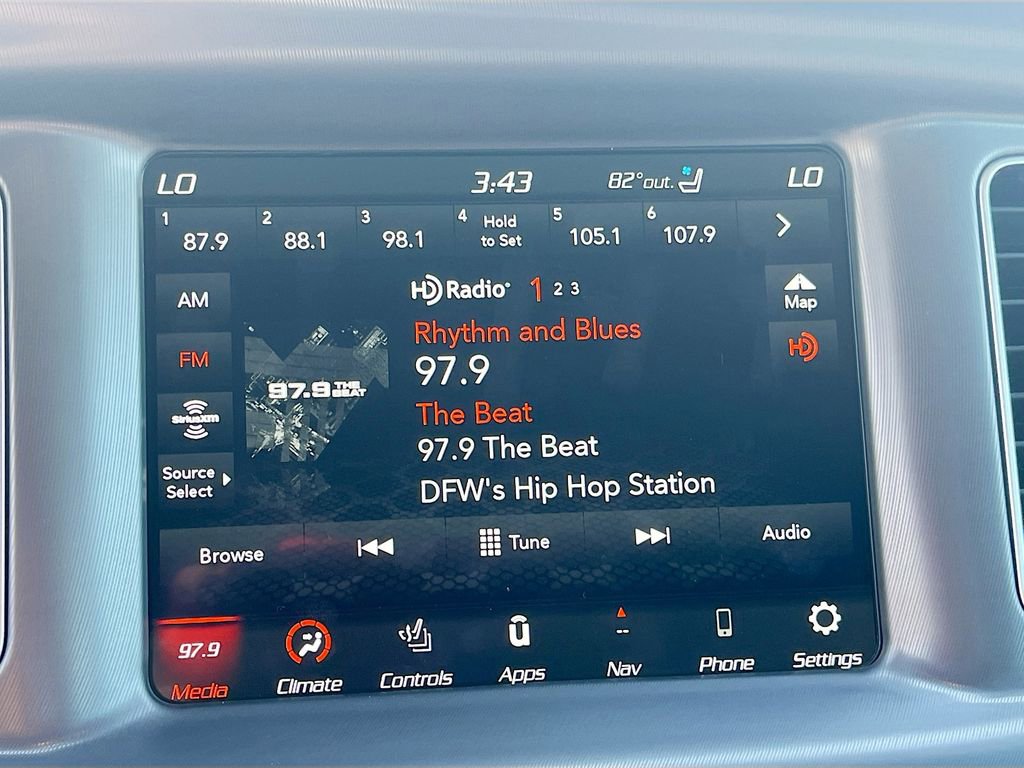 LO 3:43 82° out. LO
1 87.9 2 88.1 3 98.1 4 Hold to Set 5 105.1 6 107.9
AM
HD Radio 1 2 3
Map
Rhythm and Blues
FM
97.9
HD
97.9 THE BEAT
The Beat
SiriusXM
97.9 The Beat
Source Select
DFW's Hip Hop Station
Browse Tune Audio
97.9
Media Climate Controls Apps Nav Phone Settings